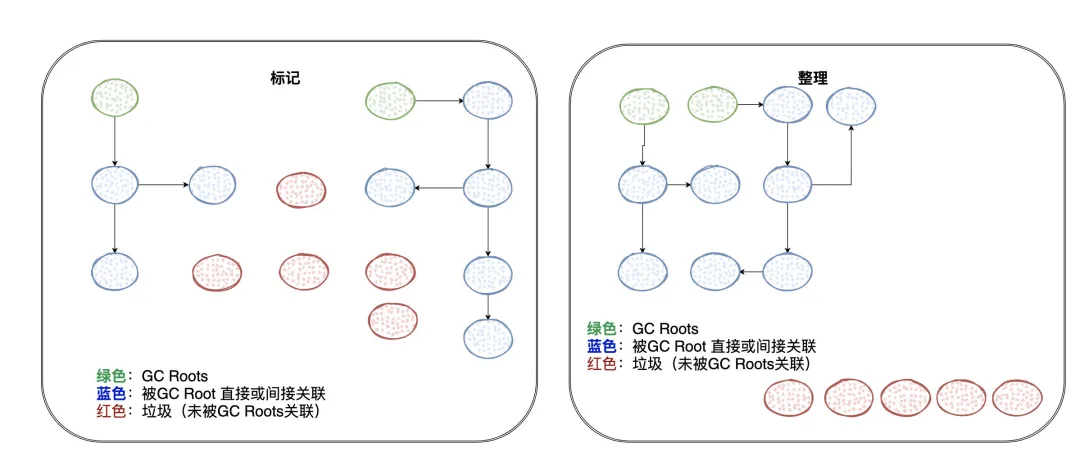 标记
绿色：GC Roots
蓝色：被GC Root 直接或间接关联
红色：垃圾（未被GC Roots关联）
整理
绿色：GC Roots
蓝色：被GC Root 直接或间接关联
红色：垃圾（未被GC Roots关联）